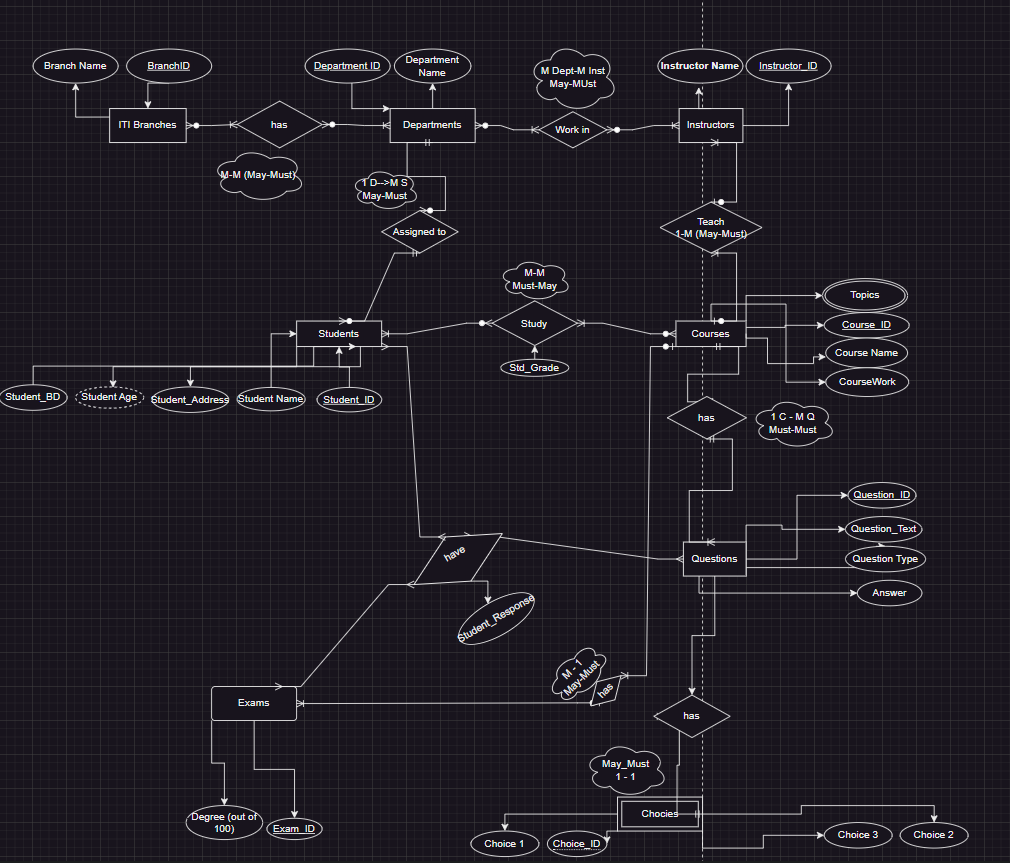 Branch Name
BranchID
Department ID
Department
Name
M Dept-M Inst
May-MUst
Instructor Name
Instructor_ID
ITI Branches
has
Departments
Work in
Instructors
M-M (May-Must)
1 D-->M S
May-Must
Assigned to
Teach
1-M (May-Must)
M-M
Must-May
Topics
Students
Study
Courses
Course_ID
Course Name
Std_Grade
CourseWork
Student_BD
Student Age
Student_Address
Student Name
Student_ID
has
1 C - M Q
Must-Must
Question_ID
Question_Text
have
Questions
Question Type
Answer
Student_Response
M - 1
May-Must
has
Exams
has
May_Must
1 - 1
Degree (out of
100)
Exam_ID
Chocies
Choice 1
Choice_ID
Choice 3
Choice 2